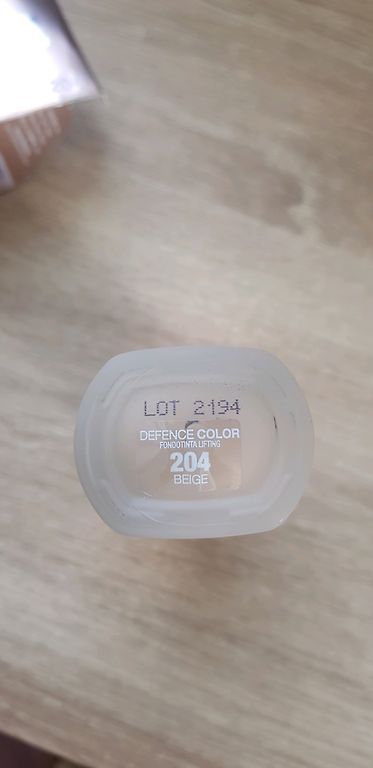 LOT 2194
DEFENCE COLOR
FONDOTINTA LIFTING
204
BEIGE